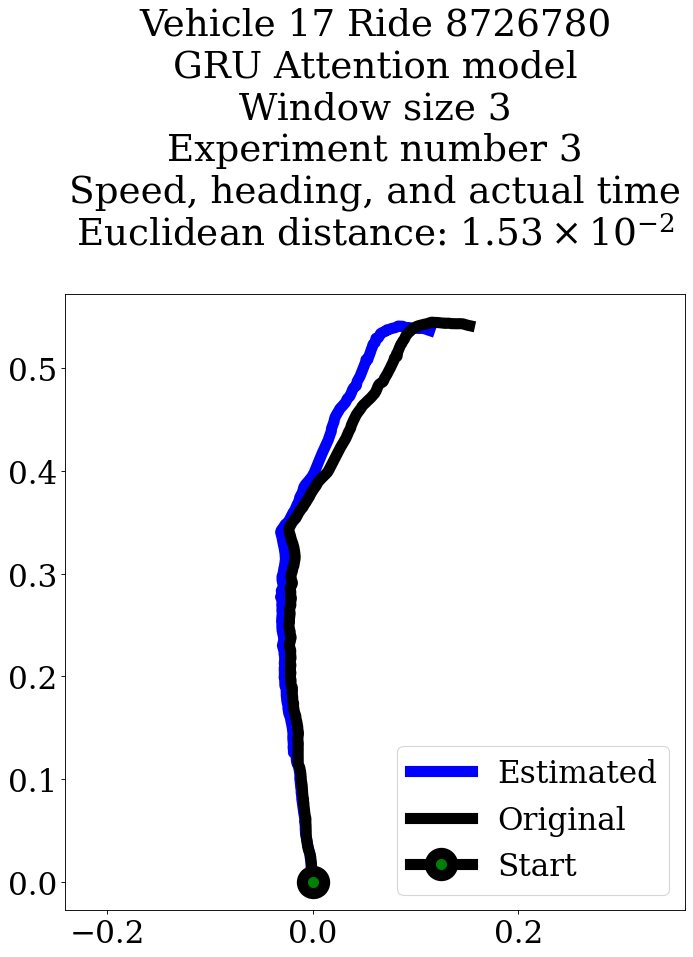 Vehicle 17 Ride 8726780
GRU Attention model
Window size 3
Experiment number 3
Speed, heading, and actual time
Euclidean distance: 1.53 × 10⁻²
0.5
0.4
0.3
0.2
0.1
0.0
Estimated
Original
Start
−0.2 0.0 0.2